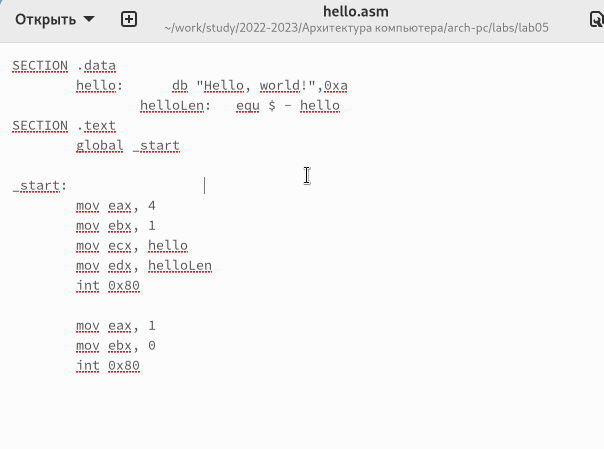 Открыть
hello.asm
~/work/study/2022-2023/Архитектура компьютера/arch-pc/labs/lab05
SECTION .data
hello: db "Hello, world!",0xa
helloLen: equ $ - hello
SECTION .text
global _start
_start:
mov eax, 4
mov ebx, 1
mov ecx, hello
mov edx, helloLen
int 0x80
mov eax, 1
mov ebx, 0
int 0x80